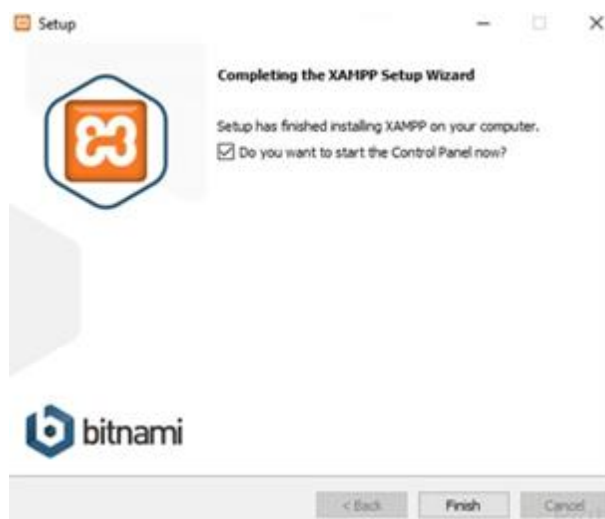 Setup
Completing the XAMPP Setup Wizard
Setup has finished installing XAMPP on your computer.
Do you want to start the Control Panel now?
bitnami
< Back Finish Cancel